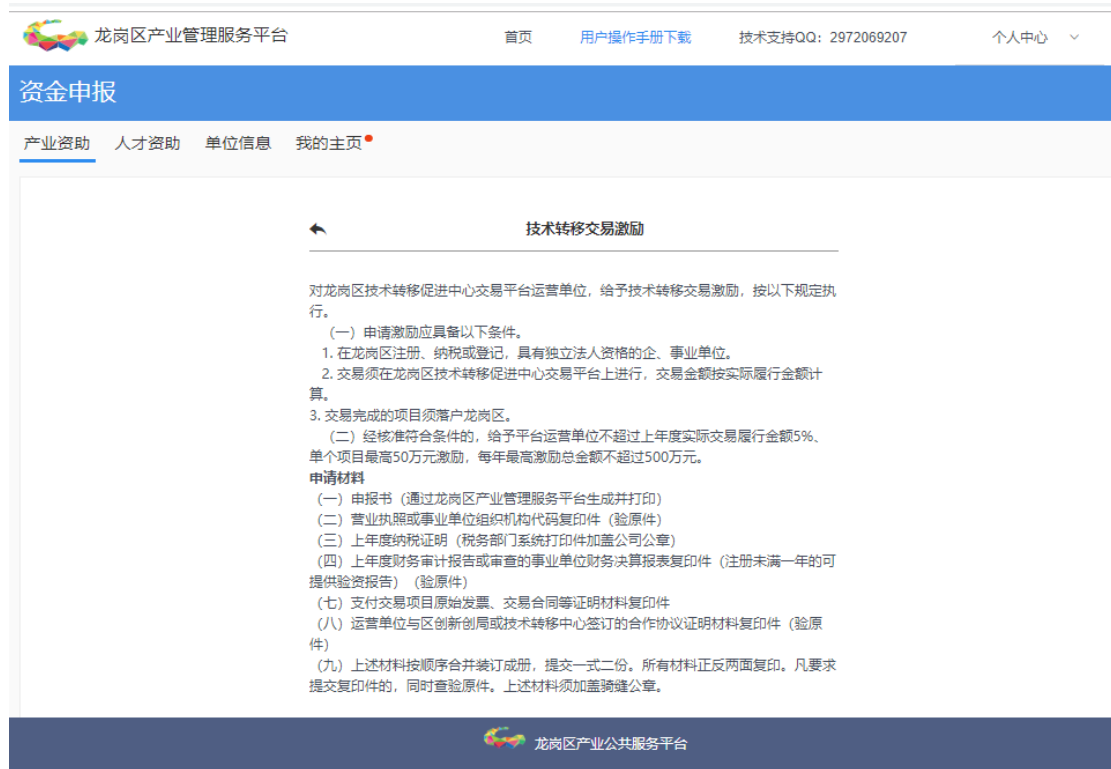 龙岗区产业管理服务平台
首页
用户操作手册下载
技术支持QQ：2972069207
个人中心
资金申报
产业资助
人才资助
单位信息
我的主页
技术转移交易激励
对龙岗区技术转移促进中心交易平台运营单位，给予技术转移交易激励，按以下规定执
行。
（一）申请激励应具备以下条件。
1. 在龙岗区注册、纳税或登记，具有独立法人资格的企、事业单位。
2. 交易须在龙岗区技术转移促进中心交易平台上进行，交易金额按实际履行金额计
算。
3. 交易完成的项目须落户龙岗区。
（二）经核准符合条件的，给予平台运营单位不超过上年度实际交易履行金额5%、
单个项目最高50万元激励，每年最高激励总金额不超过500万元。
申请材料
（一）申报书（通过龙岗区产业管理服务平台生成并打印）
（二）营业执照或事业单位组织机构代码复印件（验原件）
（三）上年度纳税证明（税务部门系统打印件加盖公司公章）
（四）上年度财务审计报告或审查的事业单位财务决算报表复印件（注册未满一年的可
提供验资报告）（验原件）
（七）支付交易项目原始发票、交易合同等证明材料复印件
（八）运营单位与区创新创局或技术转移中心签订的合作协议证明材料复印件（验原
件）
（九）上述材料按顺序合并装订成册，提交一式二份。所有材料正反两面复印。凡要求
提交复印件的，同时查验原件。上述材料须加盖骑缝公章。
龙岗区产业公共服务平台